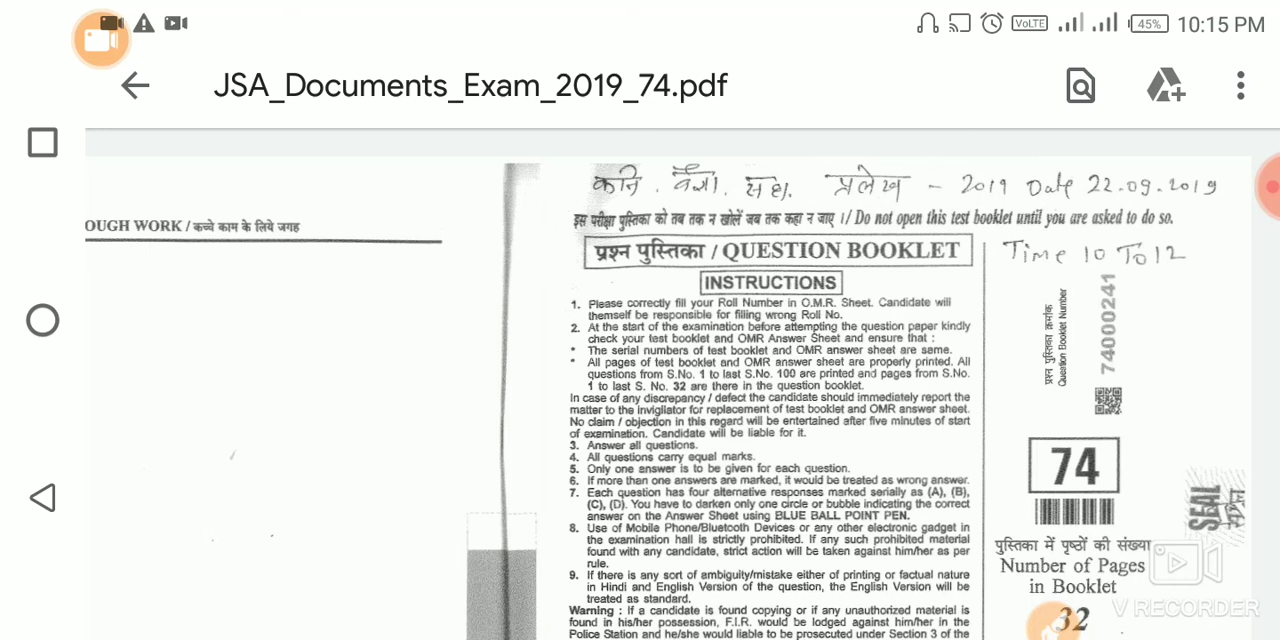 VoLTE 45% 10:15 PM
JSA_Documents_Exam_2019_74.pdf
कनि. वैज्ञा. सहा. प्रलेख - 2019 Date 22.09.2019
इस परीक्षा पुस्तिका को तब तक न खोलें जब तक कहा न जाए।/ Do not open this test booklet until you are asked to do so.
OUGH WORK / कच्चे काम के लिये जगह
प्रश्न पुस्तिका / QUESTION BOOKLET
INSTRUCTIONS
1. Please correctly fill your Roll Number in O.M.R. Sheet. Candidate will
themself be responsible for filling wrong Roll No.
2. At the start of the examination before attempting the question paper kindly
check your test booklet and OMR Answer Sheet and ensure that :
* The serial numbers of test booklet and OMR answer sheet are same.
* All pages of test booklet and OMR answer sheet are properly printed. All
questions from S.No. 1 to last S.No. 100 are printed and pages from S.No.
1 to last S. No. 32 are there in the question booklet.
In case of any discrepancy / defect the candidate should immediately report the
matter to the invigliator for replacement of test booklet and OMR answer sheet.
No claim / objection in this regard will be entertained after five minutes of start
of examination. Candidate will be liable for it.
3. Answer all questions.
4. All questions carry equal marks.
5. Only one answer is to be given for each question.
6. If more than one answers are marked, it would be treated as wrong answer.
7. Each question has four alternative responses marked serially as (A), (B),
(C), (D). You have to darken only one circle or bubble indicating the correct
answer on the Answer Sheet using BLUE BALL POINT PEN.
8. Use of Mobile Phone/Bluetooth Devices or any other electronic gadget in
the examination hall is strictly prohibited. If any such prohibited material
found with any candidate, strict action will be taken against him/her as per
rule.
9. If there is any sort of ambiguity/mistake either of printing or factual nature
in Hindi and English Version of the question, the English Version will be
treated as standard.
Warning : If a candidate is found copying or if any unauthorized material is
found in his/her possession, F.I.R. would be lodged against him/her in the
Police Station and he/she would liable to be prosecuted under Section 3 of the
Time 10 To 12
प्रश्न पुस्तिका क्रमांक
Question Booklet Number
74000241
74
SEAL
पुस्तिका में पृष्ठों की संख्या
Number of Pages
in Booklet
32
V RECORDER